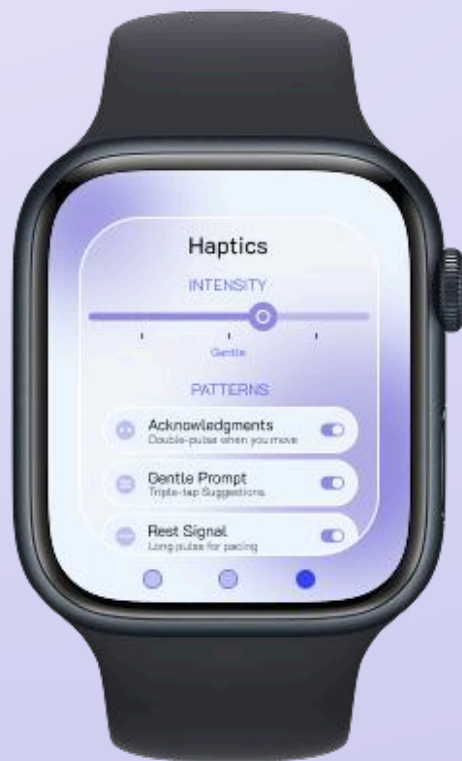 Haptics
INTENSITY
Gentle
PATTERNS
Acknowledgments
Double-pulse when you move
Gentle Prompt
Triple-tap Suggestions
Rest Signal
Long pulse for pacing